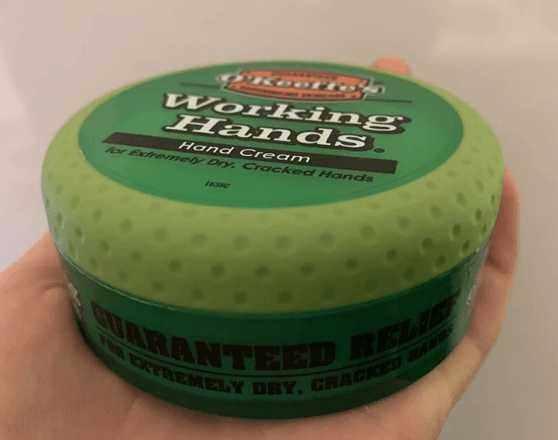 O'Keeffe's
Working
Hands®
Hand Cream
for Extremely Dry, Cracked Hands
GUARANTEED RELIEF
FOR EXTREMELY DRY, CRACKED HANDS